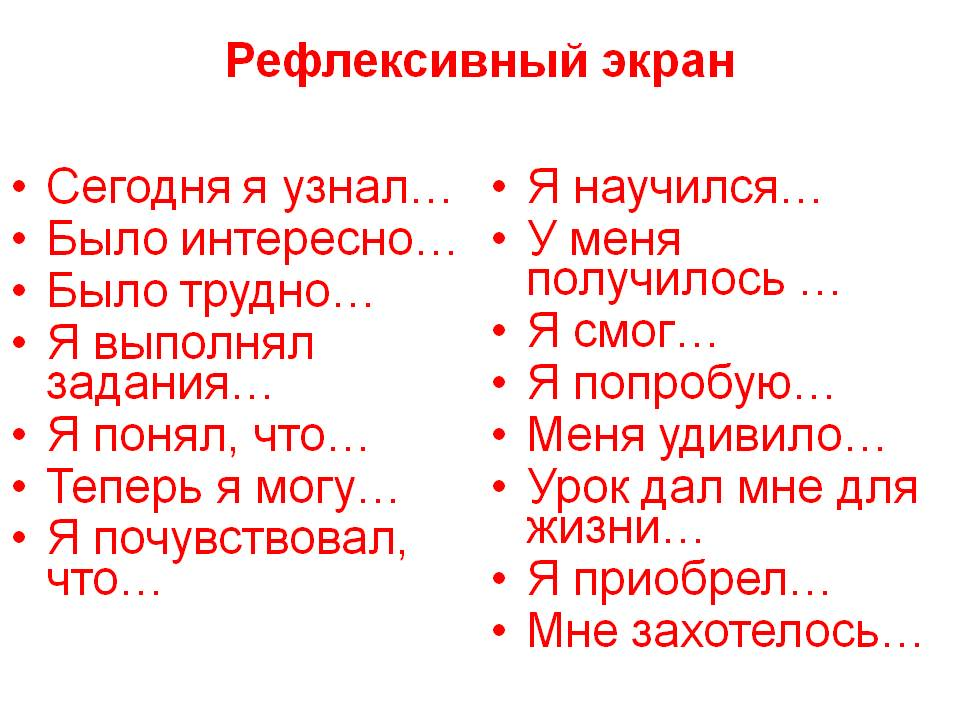 Рефлексивный экран
• Сегодня я узнал…
• Было интересно…
• Было трудно…
• Я выполнял
задания…
• Я понял, что…
• Теперь я могу…
• Я почувствовал,
что…
• Я научился…
• У меня
получилось …
• Я смог…
• Я попробую…
• Меня удивило…
• Урок дал мне для
жизни…
• Я приобрел…
• Мне захотелось…